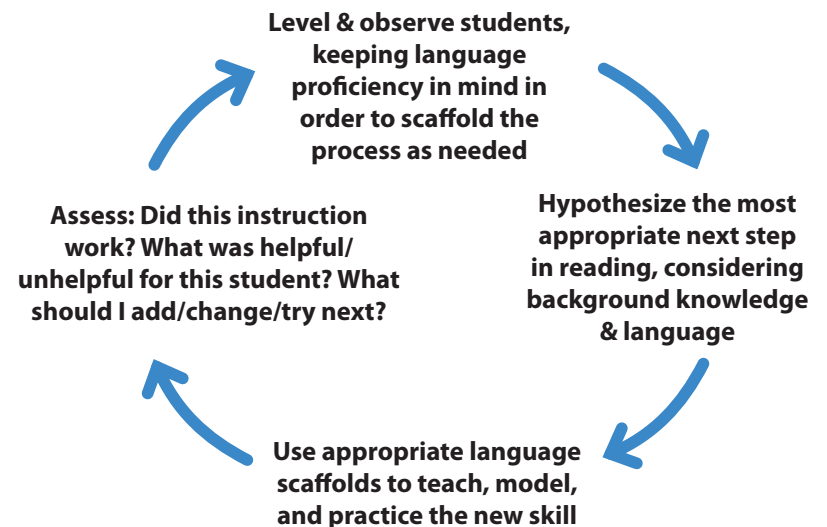 Level & observe students,
keeping language
proficiency in mind in
order to scaffold the
process as needed
Hypothesize the most
appropriate next step
in reading, considering
background knowledge
& language
Use appropriate language
scaffolds to teach, model,
and practice the new skill
Assess: Did this instruction
work? What was helpful/
unhelpful for this student? What
should I add/change/try next?